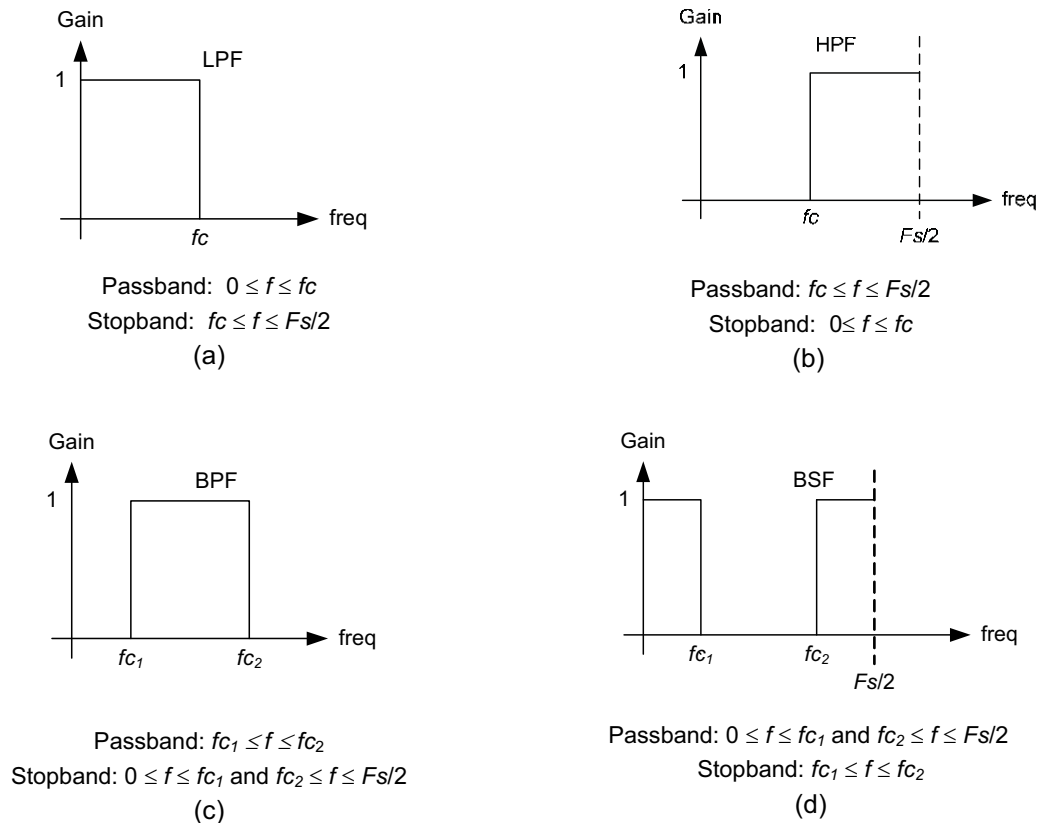 Gain
LPF
1
freq
fc
Passband: 0 ≤ f ≤ fc
Stopband: fc ≤ f ≤ Fs/2
(a)
Gain
HPF
1
freq
fc
Fs/2
Passband: fc ≤ f ≤ Fs/2
Stopband: 0≤ f ≤ fc
(b)
Gain
BPF
1
freq
fc₁
fc₂
Passband: fc₁ ≤ f ≤ fc₂
Stopband: 0 ≤ f ≤ fc₁ and fc₂ ≤ f ≤ Fs/2
(c)
Gain
BSF
1
freq
fc₁
fc₂
Fs/2
Passband: 0 ≤ f ≤ fc₁ and fc₂ ≤ f ≤ Fs/2
Stopband: fc₁ ≤ f ≤ fc₂
(d)